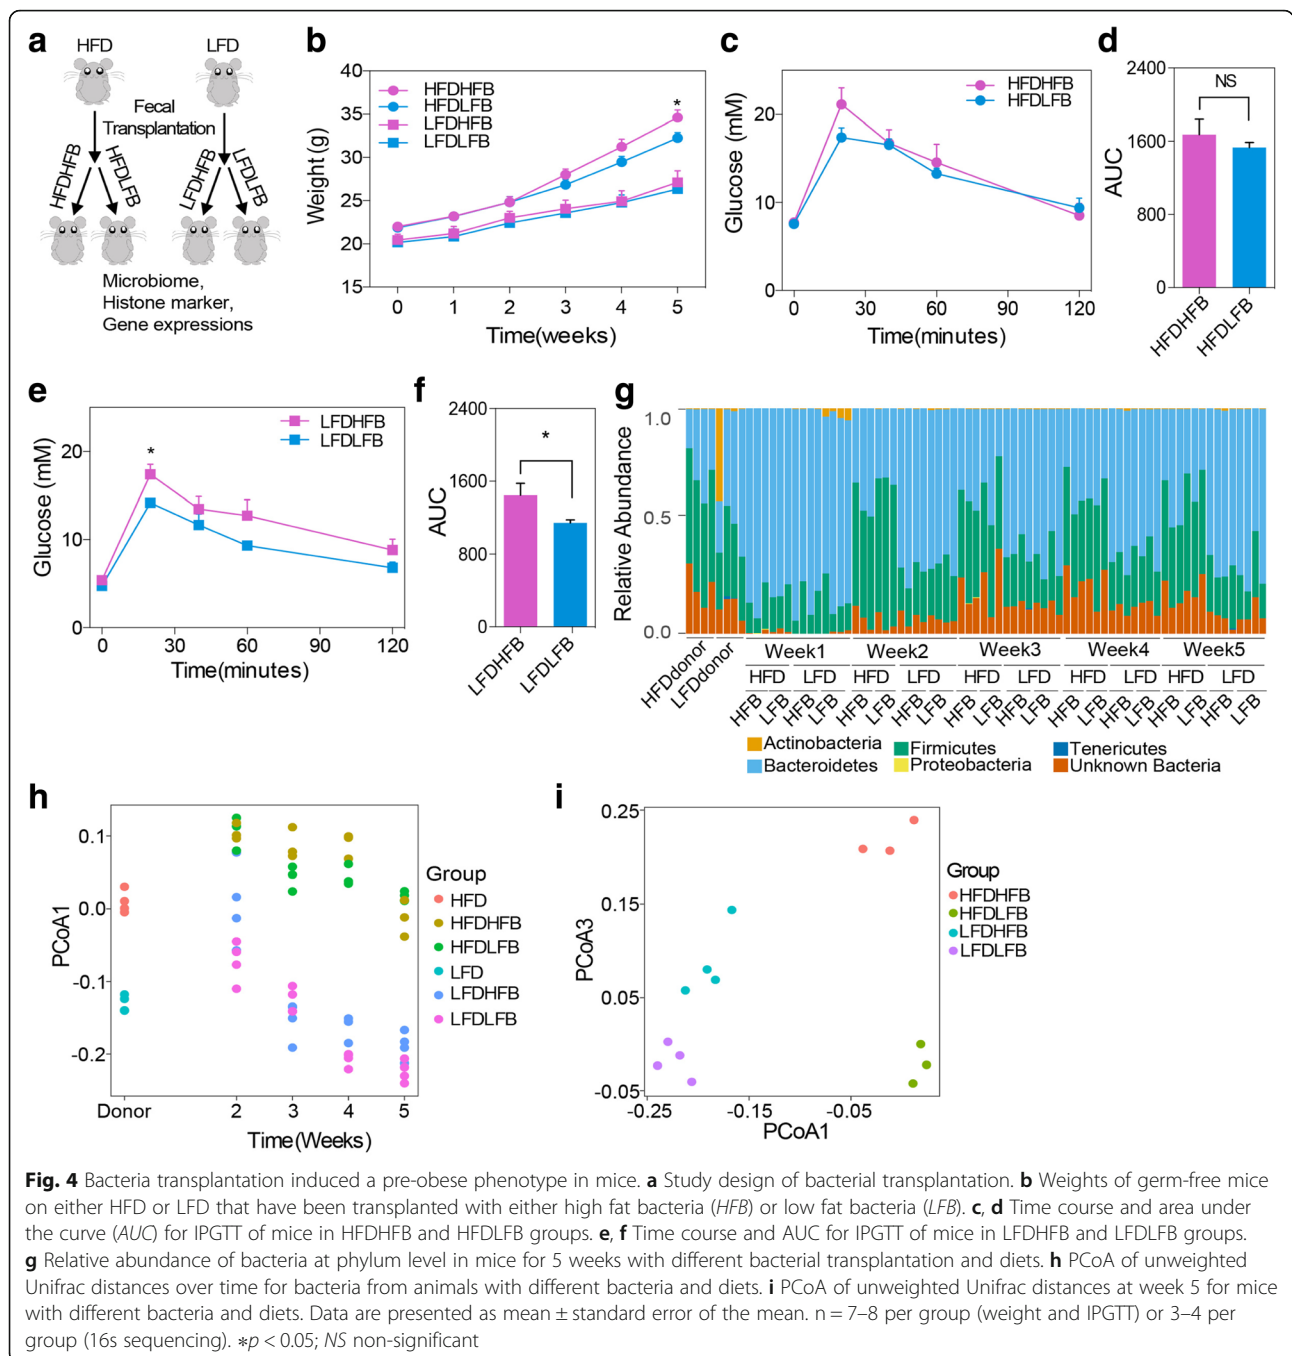 a
HFD
LFD
Fecal
Transplantation
HFDHFB
HFDLFB
LFDHFB
LFDLFB
Microbiome,
Histone marker,
Gene expressions
b
40
35
30
25
20
15
Weight (g)
HFDHFB
HFDLFB
LFDHFB
LFDLFB
*
0 1 2 3 4 5
Time(weeks)
c
20
10
0
Glucose (mM)
HFDHFB
HFDLFB
0 30 60 90 120
Time(minutes)
d
2400
1600
800
0
AUC
NS
HFDHFB
HFDLFB
e
20
10
0
Glucose (mM)
*
LFDHFB
LFDLFB
0 30 60 90 120
Time(minutes)
f
2400
1600
800
0
AUC
*
LFDHFB
LFDLFB
g
1.0
0.5
0.0
Relative Abundance
HFDdonor
LFDdonor
Week1 Week2 Week3 Week4 Week5
HFD LFD HFD LFD HFD LFD HFD LFD HFD LFD
HFB LFB HFB LFB HFB LFB HFB LFB HFB LFB HFB LFB HFB LFB HFB LFB HFB LFB HFB LFB
Actinobacteria Firmicutes Tenericutes
Bacteroidetes Proteobacteria Unknown Bacteria
h
0.1
0.0
-0.1
-0.2
PCoA1
Donor 2 3 4 5
Time(Weeks)
Group
HFD
HFDHFB
HFDLFB
LFD
LFDHFB
LFDLFB
i
0.25
0.15
0.05
-0.05
PCoA3
-0.25 -0.15 -0.05
PCoA1
Group
HFDHFB
HFDLFB
LFDHFB
LFDLFB
Fig. 4 Bacteria transplantation induced a pre-obese phenotype in mice. a Study design of bacterial transplantation. b Weights of germ-free mice
on either HFD or LFD that have been transplanted with either high fat bacteria (HFB) or low fat bacteria (LFB). c, d Time course and area under
the curve (AUC) for IPGTT of mice in HFDHFB and HFDLFB groups. e, f Time course and AUC for IPGTT of mice in LFDHFB and LFDLFB groups.
g Relative abundance of bacteria at phylum level in mice for 5 weeks with different bacterial transplantation and diets. h PCoA of unweighted
Unifrac distances over time for bacteria from animals with different bacteria and diets. i PCoA of unweighted Unifrac distances at week 5 for mice
with different bacteria and diets. Data are presented as mean ± standard error of the mean. n = 7–8 per group (weight and IPGTT) or 3–4 per
group (16s sequencing). *p < 0.05; NS non-significant